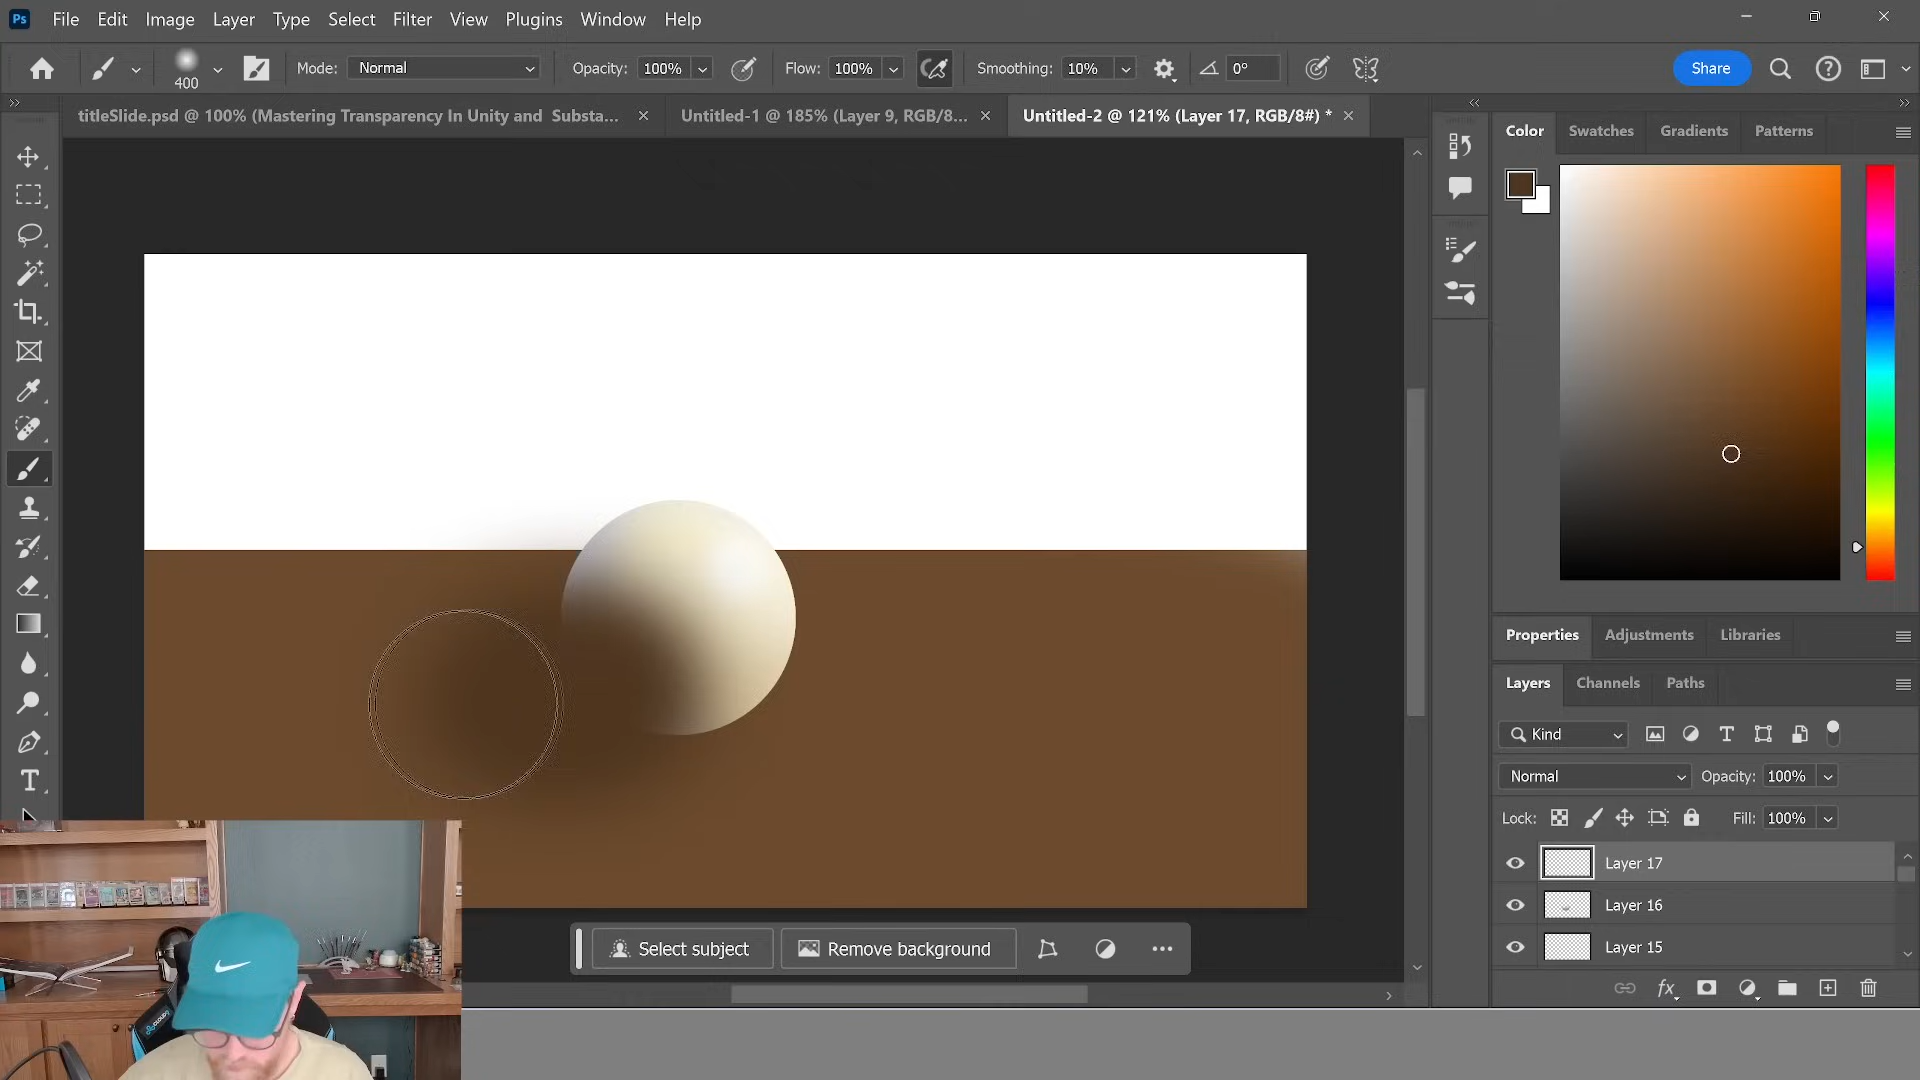 Ps File Edit Image Layer Type Select Filter View Plugins Window Help
400 Mode: Normal Opacity: 100% Flow: 100% Smoothing: 10% 0° Share
titleSlide.psd @ 100% (Mastering Transparency In Unity and Substa... Untitled-1 @ 185% (Layer 9, RGB/8... Untitled-2 @ 121% (Layer 17, RGB/8#) *
Color Swatches Gradients Patterns
Properties Adjustments Libraries
Layers Channels Paths
Kind
Normal Opacity: 100%
Lock: Fill: 100%
Layer 17
Layer 16
Layer 15
Select subject Remove background
fx